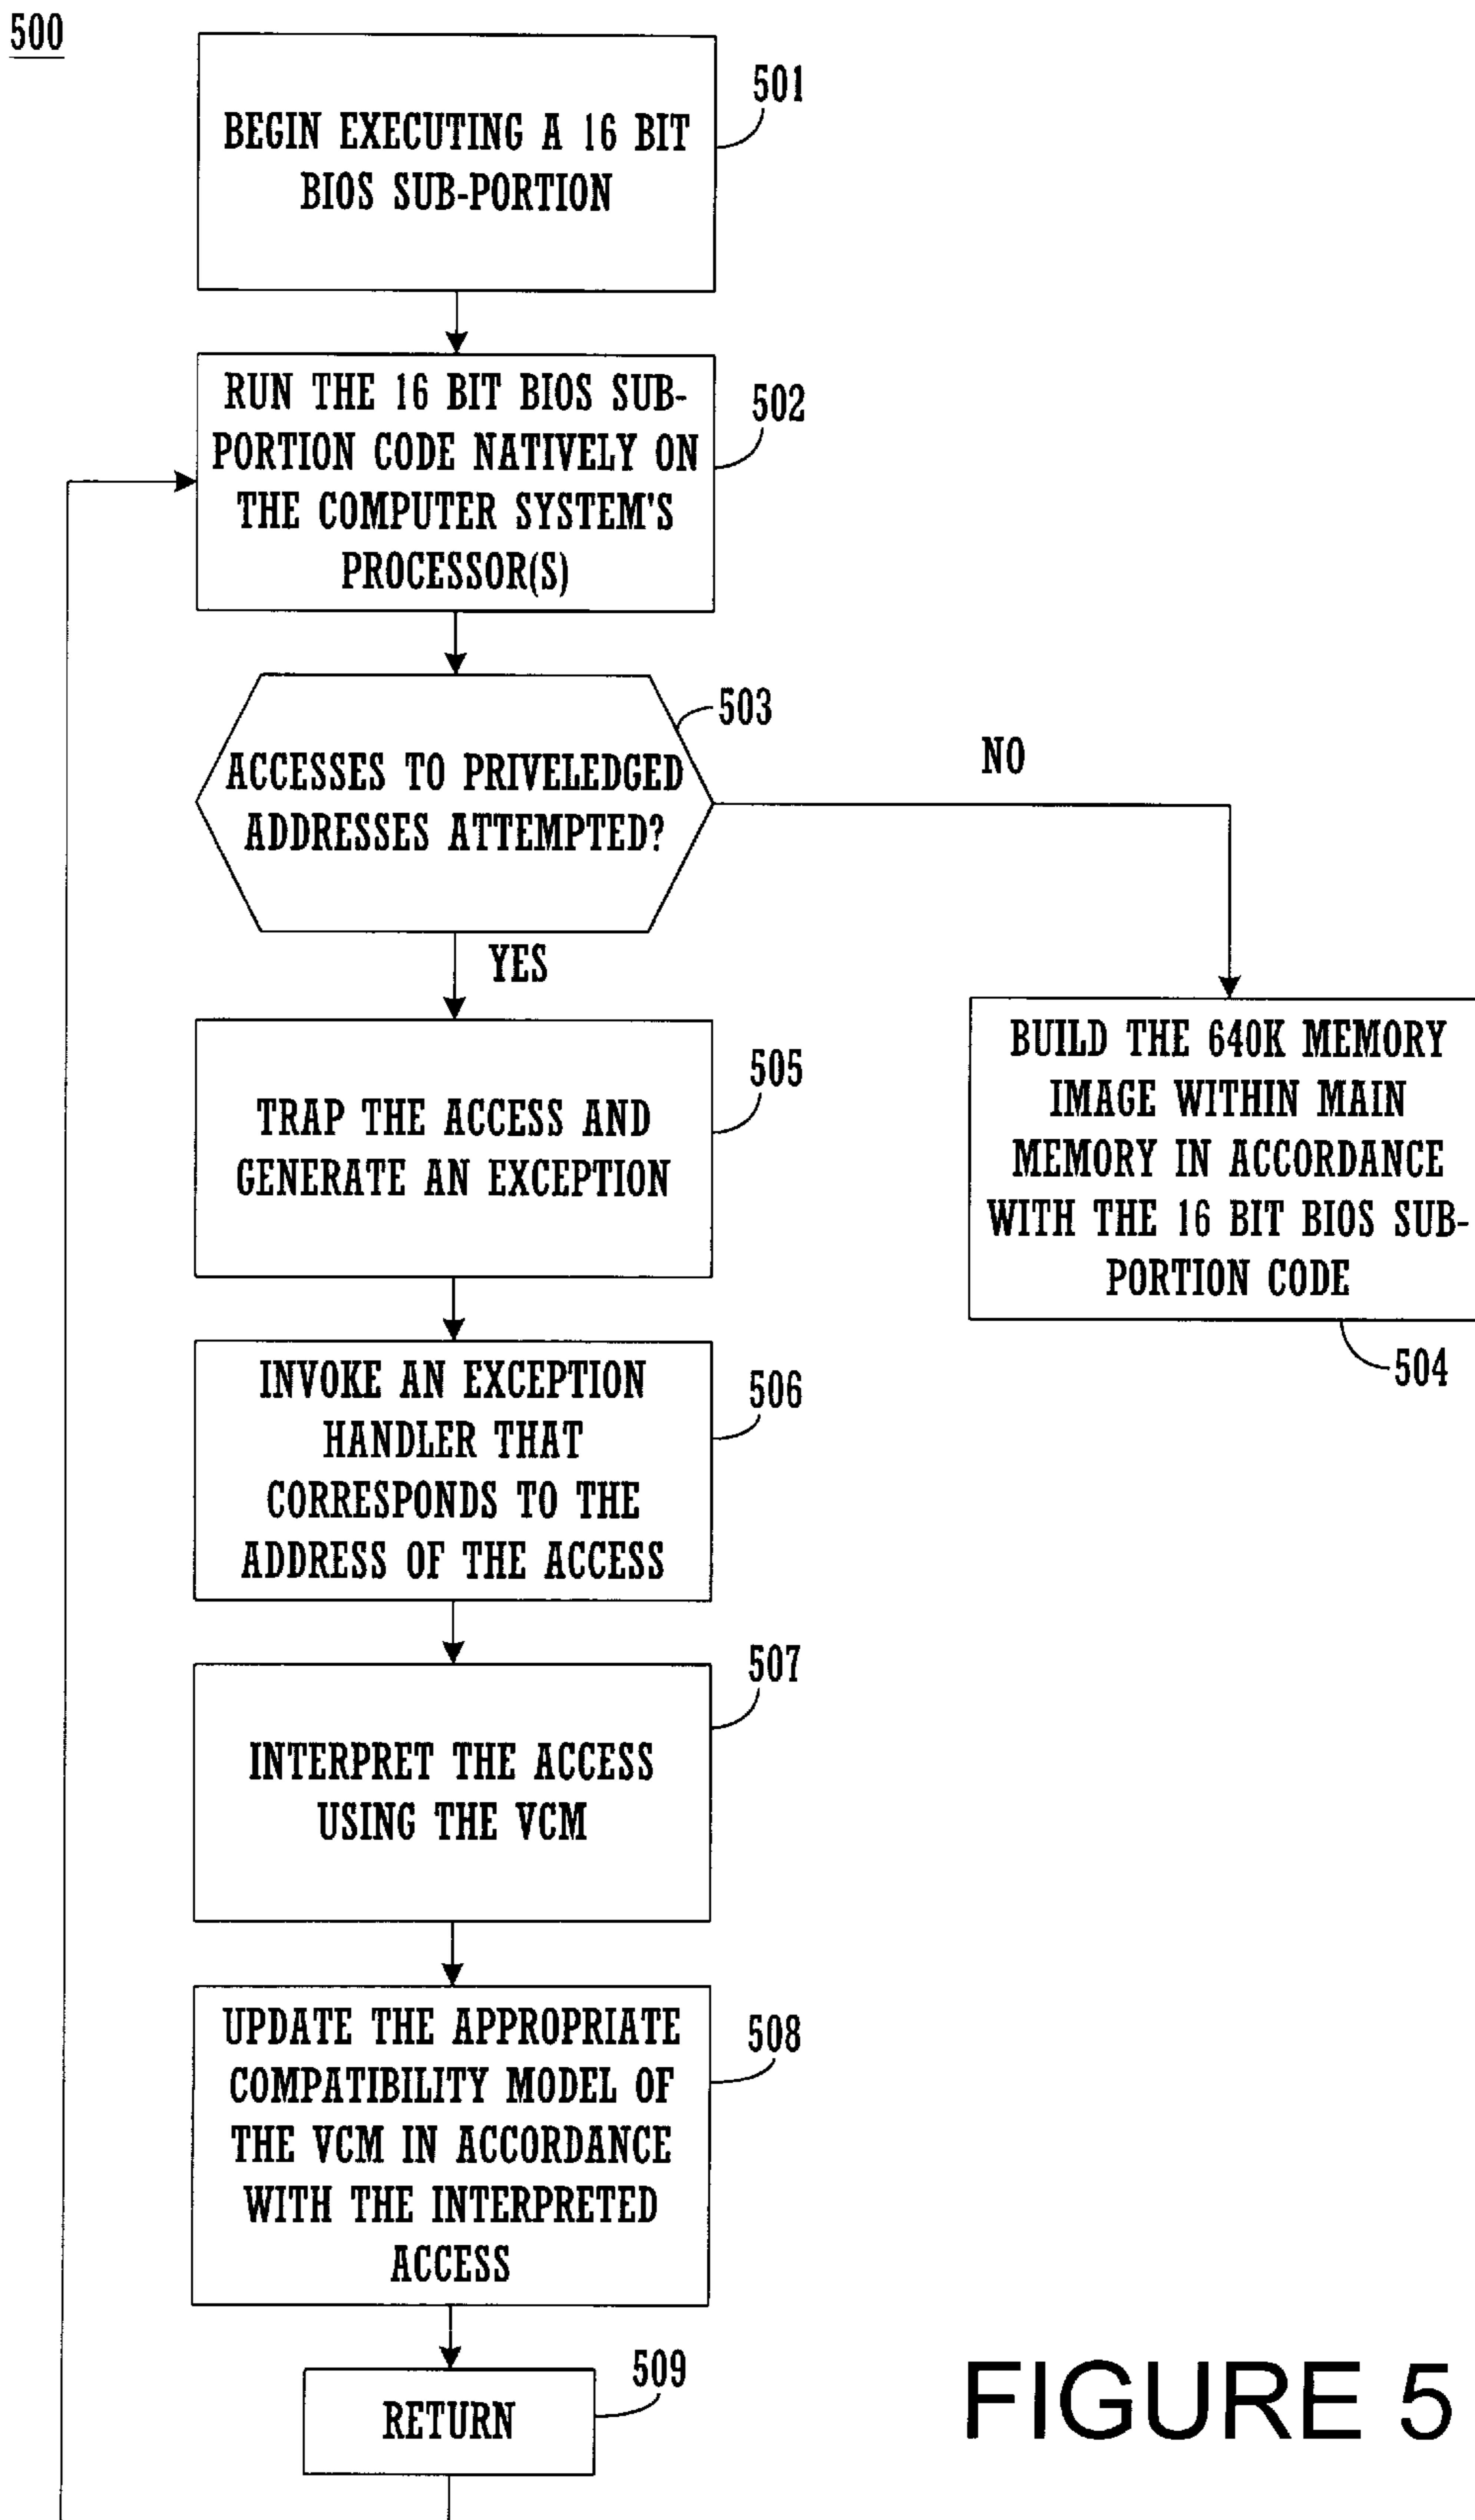 500
BEGIN EXECUTING A 16 BIT
BIOS SUB-PORTION
501
RUN THE 16 BIT BIOS SUB-
PORTION CODE NATIVELY ON
THE COMPUTER SYSTEM'S
PROCESSOR(S)
502
ACCESSES TO PRIVELEDGED
ADDRESSES ATTEMPTED?
503
NO
YES
BUILD THE 640K MEMORY
IMAGE WITHIN MAIN
MEMORY IN ACCORDANCE
WITH THE 16 BIT BIOS SUB-
PORTION CODE
504
TRAP THE ACCESS AND
GENERATE AN EXCEPTION
505
INVOKE AN EXCEPTION
HANDLER THAT
CORRESPONDS TO THE
ADDRESS OF THE ACCESS
506
INTERPRET THE ACCESS
USING THE VCM
507
UPDATE THE APPROPRIATE
COMPATIBILITY MODEL OF
THE VCM IN ACCORDANCE
WITH THE INTERPRETED
ACCESS
508
RETURN
509
FIGURE 5